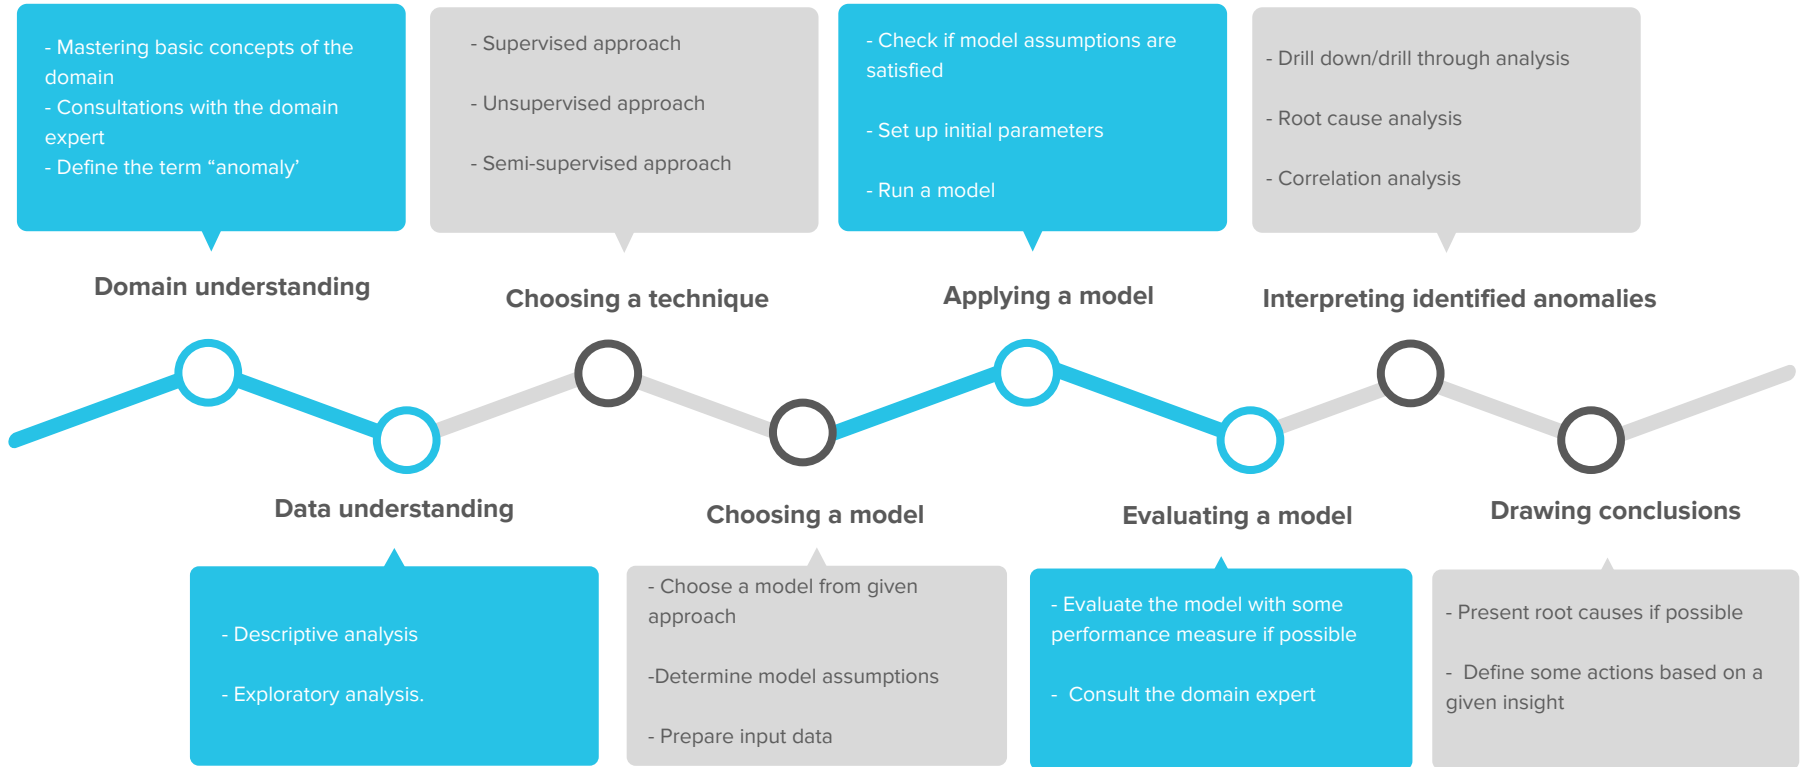 - Mastering basic concepts of the
domain
- Consultations with the domain
expert
- Define the term “anomaly’
- Supervised approach
- Unsupervised approach
- Semi-supervised approach
- Check if model assumptions are
satisfied
- Set up initial parameters
- Run a model
- Drill down/drill through analysis
- Root cause analysis
- Correlation analysis
Domain understanding
Choosing a technique
Applying a model
Interpreting identified anomalies
Data understanding
Choosing a model
Evaluating a model
Drawing conclusions
- Descriptive analysis
- Exploratory analysis.
- Choose a model from given
approach
-Determine model assumptions
- Prepare input data
- Evaluate the model with some
performance measure if possible
-  Consult the domain expert
- Present root causes if possible
-  Define some actions based on a
given insight